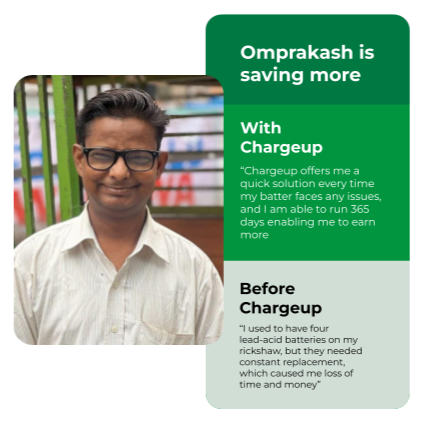 Omprakash is
saving more
With
Chargeup
“Chargeup offers me a
quick solution every time
my batter faces any issues,
and I am able to run 365
days enabling me to earn
more
Before
Chargeup
“I used to have four
lead-acid batteries on my
rickshaw, but they needed
constant replacement,
which caused me loss of
time and money”